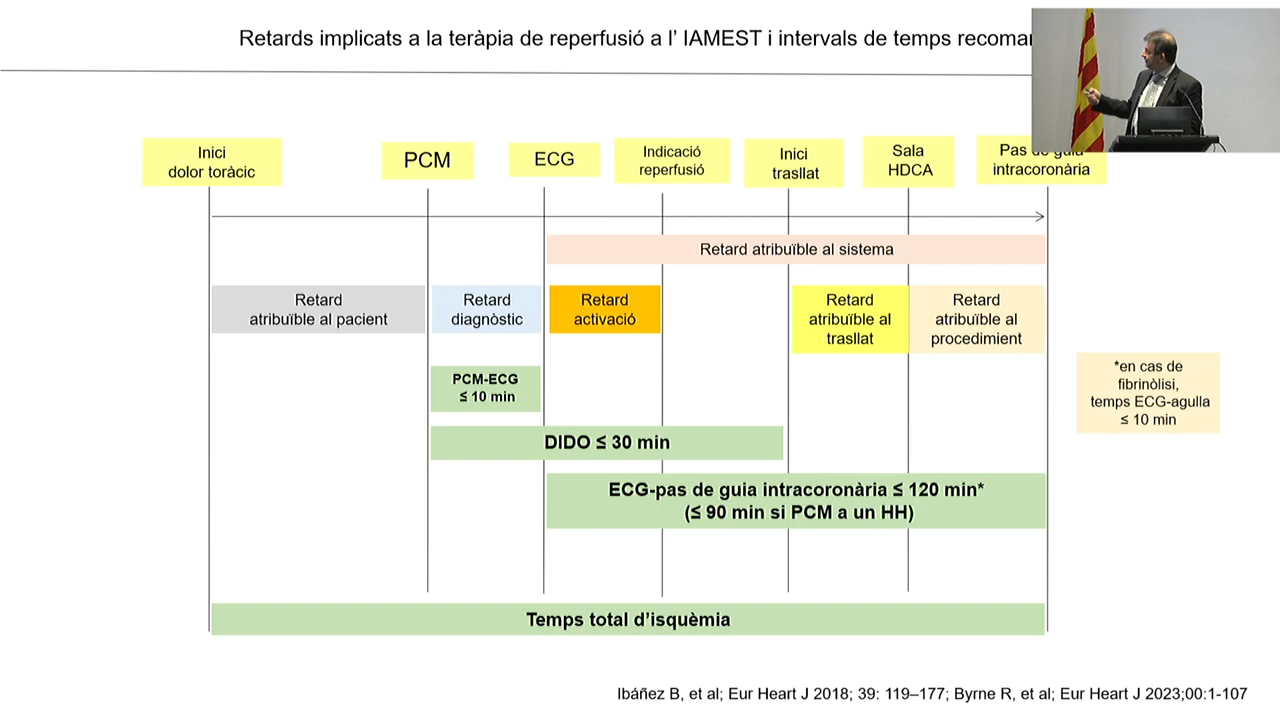 Retards implicats a la teràpia de reperfusió a l’ IAMEST i intervals de temps
Inici
dolor toràcic
PCM
ECG
Indicació
reperfusió
Inici
trasllat
Sala
HDCA
Pas de guia
intracoronària
Retard atribuïble al sistema
Retard
atribuïble al pacient
Retard
diagnòstic
Retard
activació
Retard
atribuïble al
trasllat
Retard
atribuïble al
procedimient
*en cas de
fibrinòlisi,
temps ECG-agulla
≤ 10 min
PCM-ECG
≤ 10 min
DIDO ≤ 30 min
ECG-pas de guia intracoronària ≤ 120 min*
(≤ 90 min si PCM a un HH)
Temps total d’isquèmia
Ibáñez B, et al; Eur Heart J 2018; 39: 119–177; Byrne R, et al; Eur Heart J 2023;00:1-107